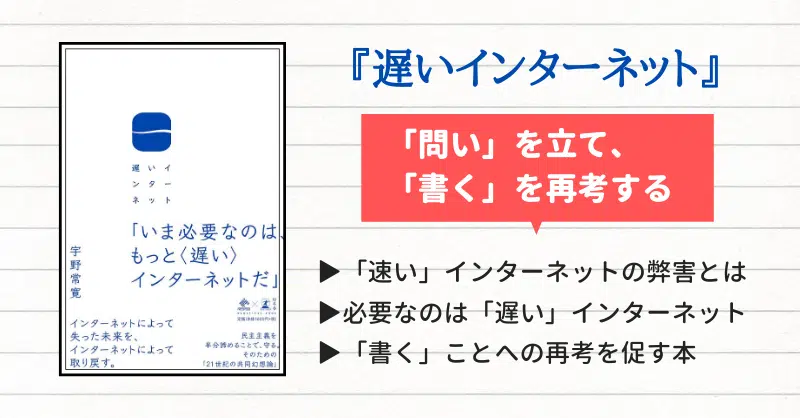 『遅いインターネット』
「問い」を立て、
「書く」を再考する
▶「速い」インターネットの弊害とは
▶必要なのは「遅い」インターネット
▶「書く」ことへの再考を促す本
遅いイ
ンター
ネット
「いま必要なのは、
もっと〈遅い〉
インターネットだ」
宇野常寛
インターネットによって
失った未来を、
インターネットによって
取り戻す。
民主主義を
半分諦めることで、守る。
そのための
「21世紀の共同幻想論」